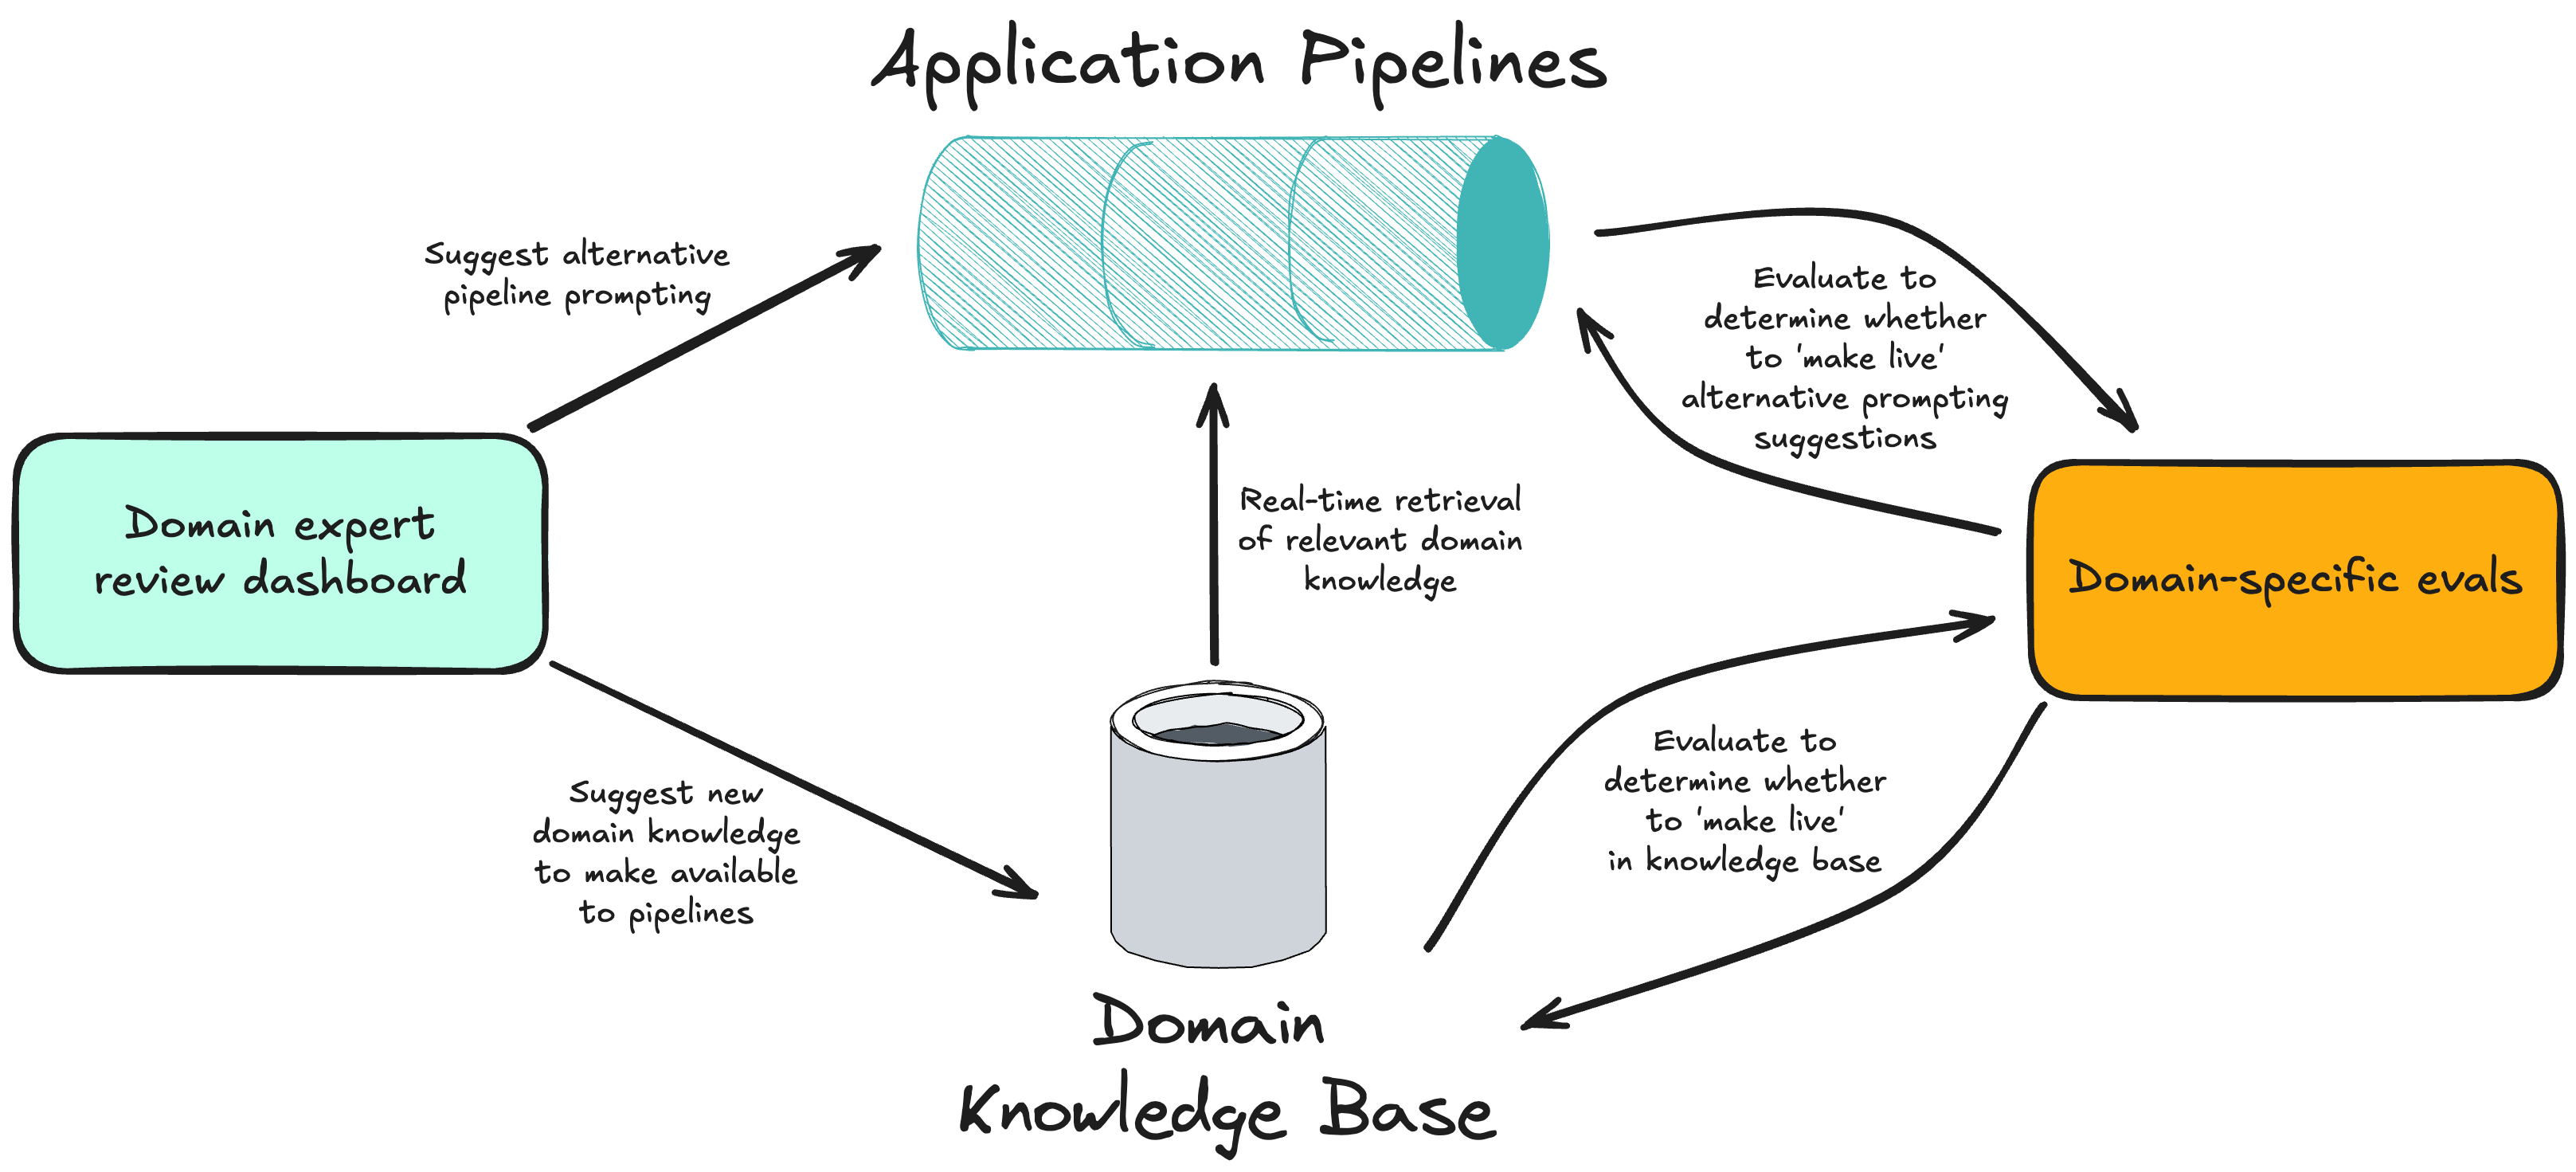 Application Pipelines
Suggest alternative
pipeline prompting
Evaluate to
determine whether
to 'make live'
alternative prompting
suggestions
Domain expert
review dashboard
Real-time retrieval
of relevant domain
knowledge
Domain-specific evals
Suggest new
domain knowledge
to make available
to pipelines
Evaluate to
determine whether
to 'make live'
in knowledge base
Domain
Knowledge Base